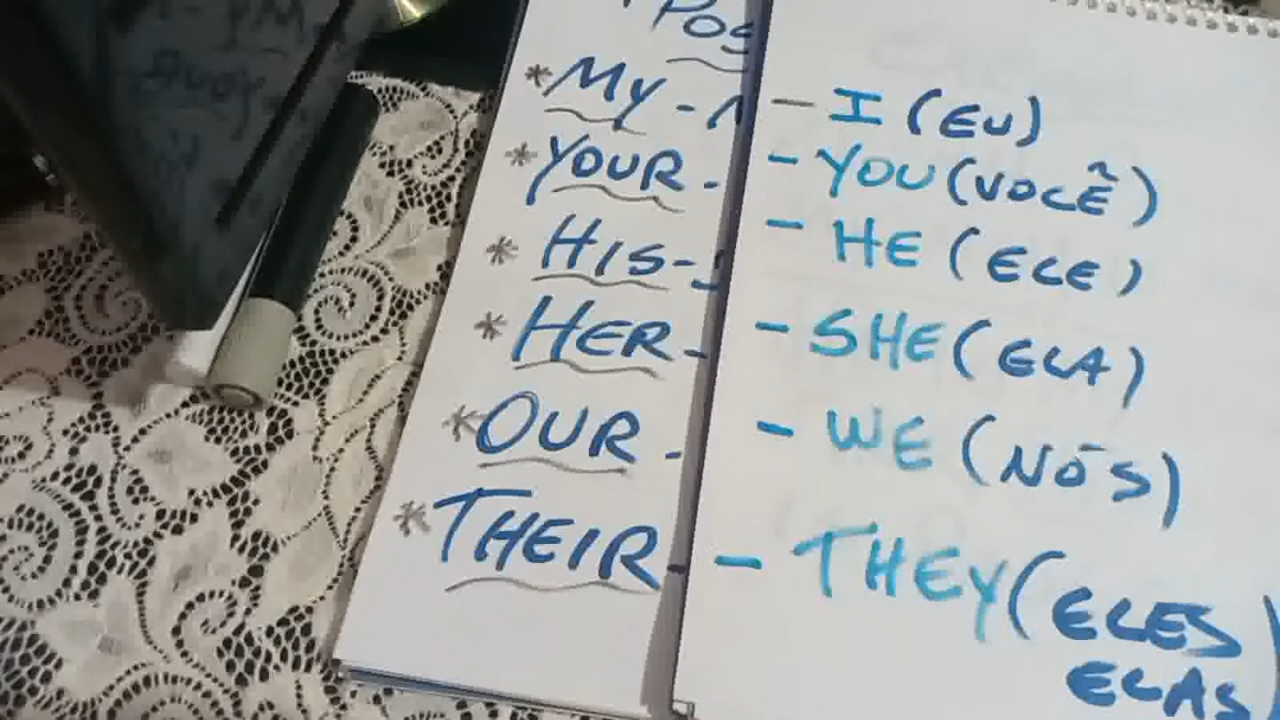 Pos
* MY -
* YOUR -
* HIS -
* HER -
* OUR -
* THEIR -
- I (EU)
- YOU (VOCÊ)
- HE (ELE)
- SHE (ELA)
- WE (NÓS)
- THEY (ELES
ELAS)